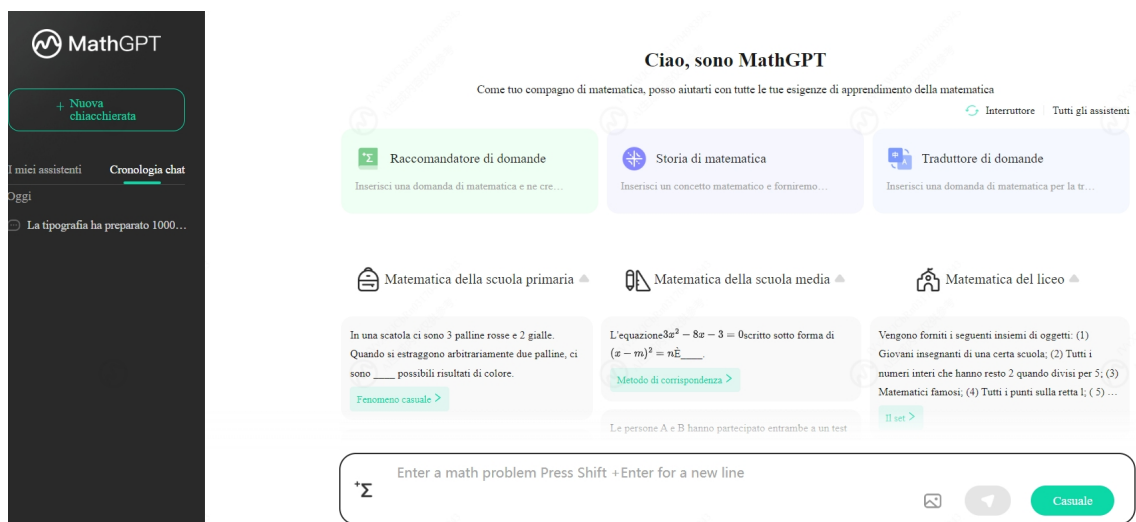 MathGPT
+ Nuova
chiacchierata
I miei assistenti Cronologia chat
Oggi
La tipografia ha preparato 1000…
Ciao, sono MathGPT
Come tuo compagno di matematica, posso aiutarti con tutte le tue esigenze di apprendimento della matematica
Interruttore Tutti gli assistenti
Raccomandatore di domande
Inserisci una domanda di matematica e ne cre…
Storia di matematica
Inserisci un concetto matematico e forniremo…
Traduttore di domande
Inserisci una domanda di matematica per la tr…
Matematica della scuola primaria
In una scatola ci sono 3 palline rosse e 2 gialle.
Quando si estraggono arbitrariamente due palline, ci
sono ____ possibili risultati di colore.
Fenomeno casuale >
Matematica della scuola media
L'equazione3x² − 8x − 3 = 0scritto sotto forma di
(x − m)² = nÈ____.
Metodo di corrispondenza >
Le persone A e B hanno partecipato entrambe a un test
Matematica del liceo
Vengono forniti i seguenti insiemi di oggetti: (1)
Giovani insegnanti di una certa scuola; (2) Tutti i
numeri interi che hanno resto 2 quando divisi per 5; (3)
Matematici famosi; (4) Tutti i punti sulla retta l; ( 5) …
Il set >
Enter a math problem Press Shift +Enter for a new line
Casuale